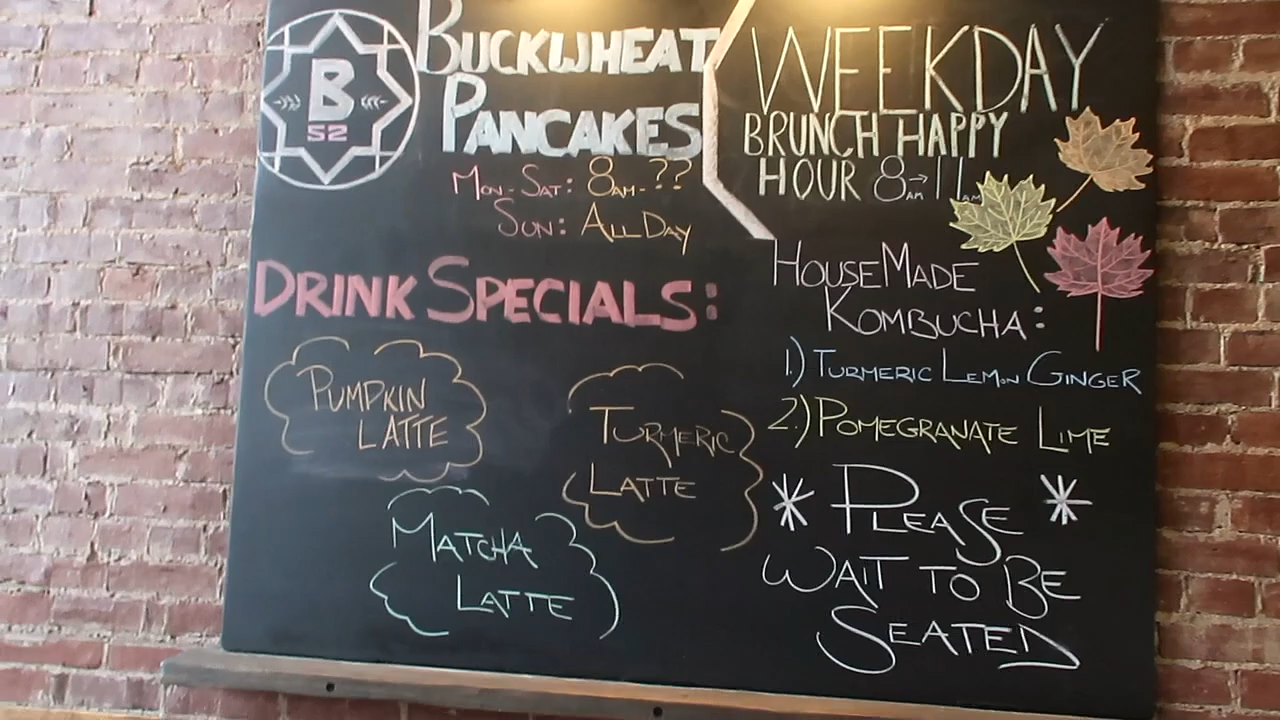 B
52
BUCKWHEAT
PANCAKES
MON-SAT: 8AM-??
SUN: ALL DAY
WEEKDAY
BRUNCH HAPPY
HOUR 8AM→11AM
DRINK SPECIALS:
PUMPKIN
LATTE
TURMERIC
LATTE
MATCHA
LATTE
HOUSEMADE
KOMBUCHA:
1.) TURMERIC LEMON GINGER
2.) POMEGRANATE LIME
* PLEASE *
WAIT TO BE
SEATED